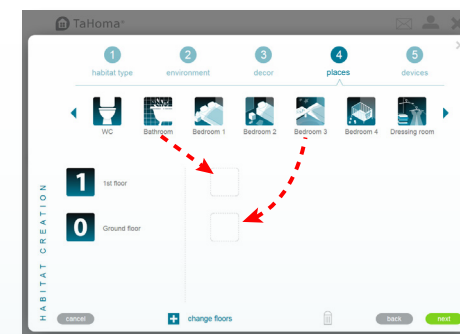 TaHoma
1 2 3 4 5
habitat type environment decor places devices
WC Bathroom Bedroom 1 Bedroom 2 Bedroom 3 Bedroom 4 Dressing room
1 1st floor
0 Ground floor
HABITAT CREATION
cancel + change floors back next